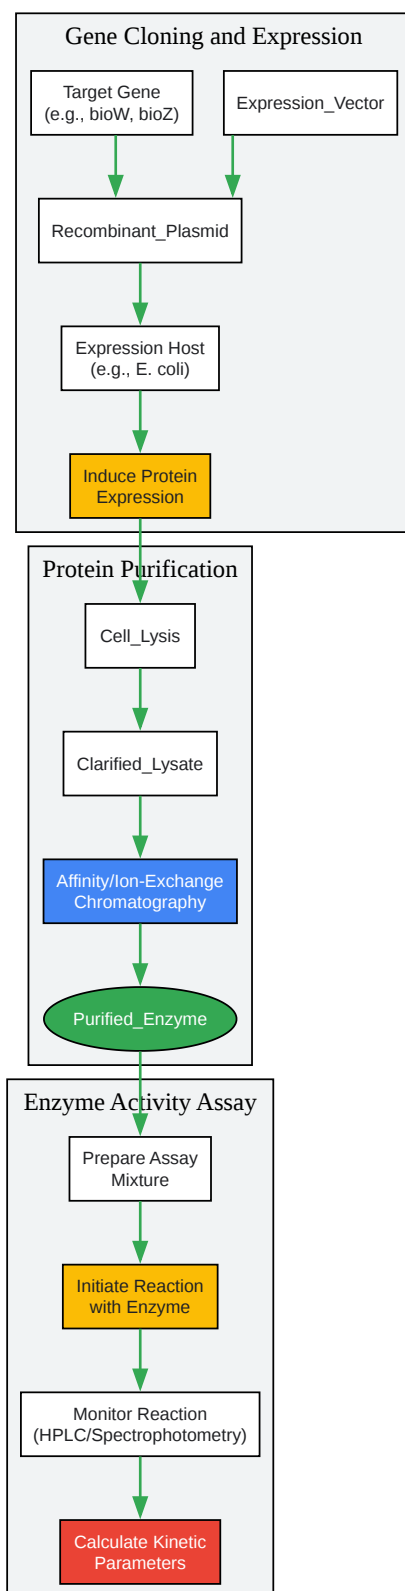 Gene Cloning and Expression
Target Gene
(e.g., bioW, bioZ)
Expression_Vector
Recombinant_Plasmid
Expression Host
(e.g., E. coli)
Induce Protein
Expression
Protein Purification
Cell_Lysis
Clarified_Lysate
Affinity/Ion-Exchange
Chromatography
Purified_Enzyme
Enzyme Activity Assay
Prepare Assay
Mixture
Initiate Reaction
with Enzyme
Monitor Reaction
(HPLC/Spectrophotometry)
Calculate Kinetic
Parameters